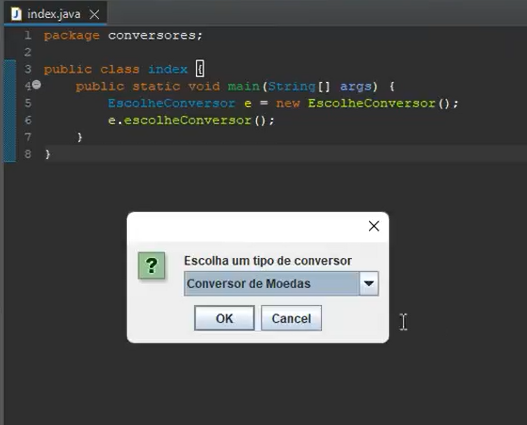 index.java
1 package conversores;
2
3 public class index {
4 public static void main(String[] args) {
5 EscolheConversor e = new EscolheConversor();
6 e.escolheConversor();
7 }
8 }
Escolha um tipo de conversor
Conversor de Moedas
OK Cancel